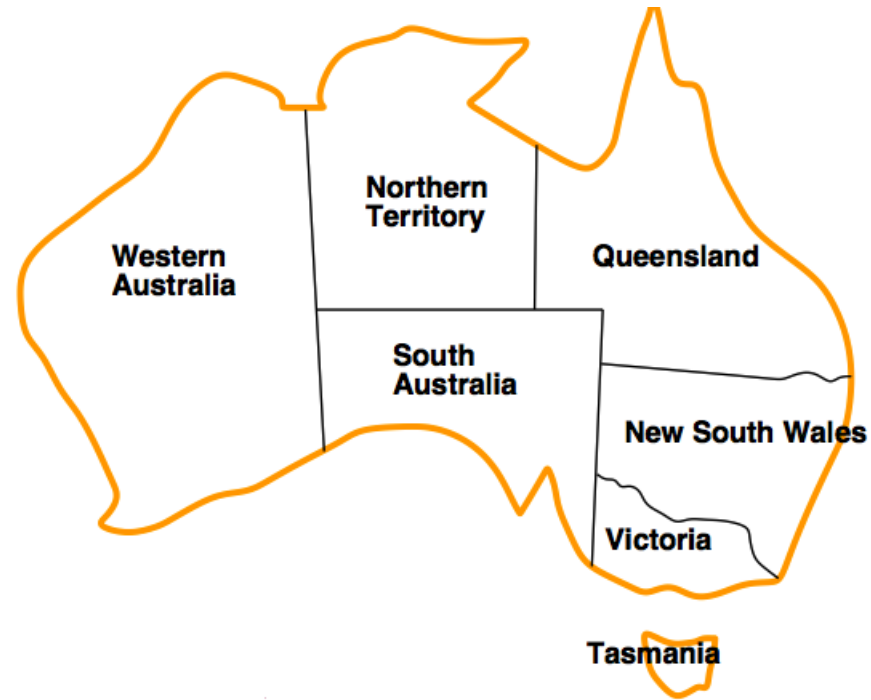 Northern
Territory
Western
Australia
Queensland
South
Australia
New South Wales
Victoria
Tasmania